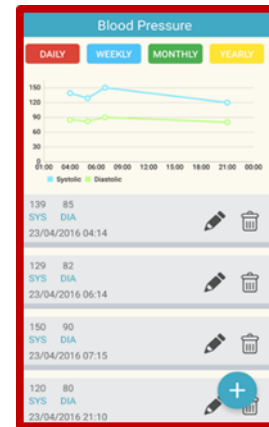 Blood Pressure
DAILY WEEKLY MONTHLY YEARLY
150
120
90
60
30
0
01:00 04:00 06:00 09:00 12:00 15:00 18:00 21:00 00:00
Systolic Diastolic
139 85
SYS DIA
23/04/2016 04:14
129 82
SYS DIA
23/04/2016 06:14
150 90
SYS DIA
23/04/2016 07:15
120 80
SYS DIA
23/04/2016 21:10
+